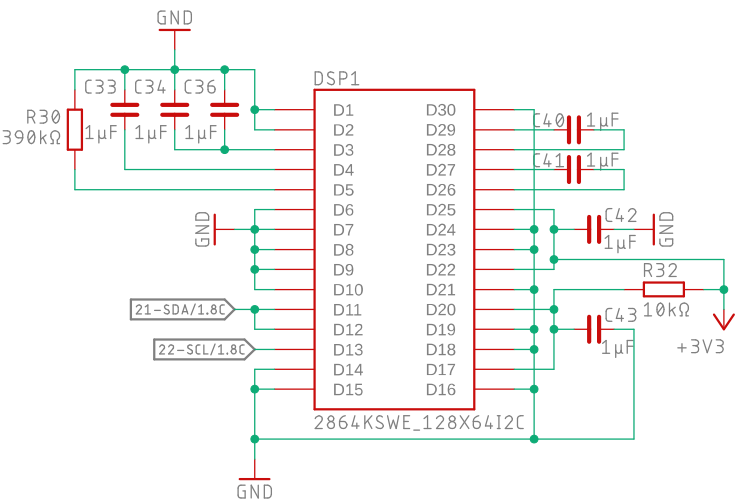 GND
DSP1
C33 C34 C36
R30
390kΩ
1µF 1µF 1µF
D1 D30
D2 D29
D3 D28
D4 D27
D5 D26
D6 D25
D7 D24
D8 D23
D9 D22
D10 D21
D11 D20
D12 D19
D13 D18
D14 D17
D15 D16
C40 1µF
C41 1µF
GND
C42
1µF
GND
R32
10kΩ
21-SDA/1.8C
22-SCL/1.8C
C43
1µF
+3V3
2864KSWE_128X64I2C
GND